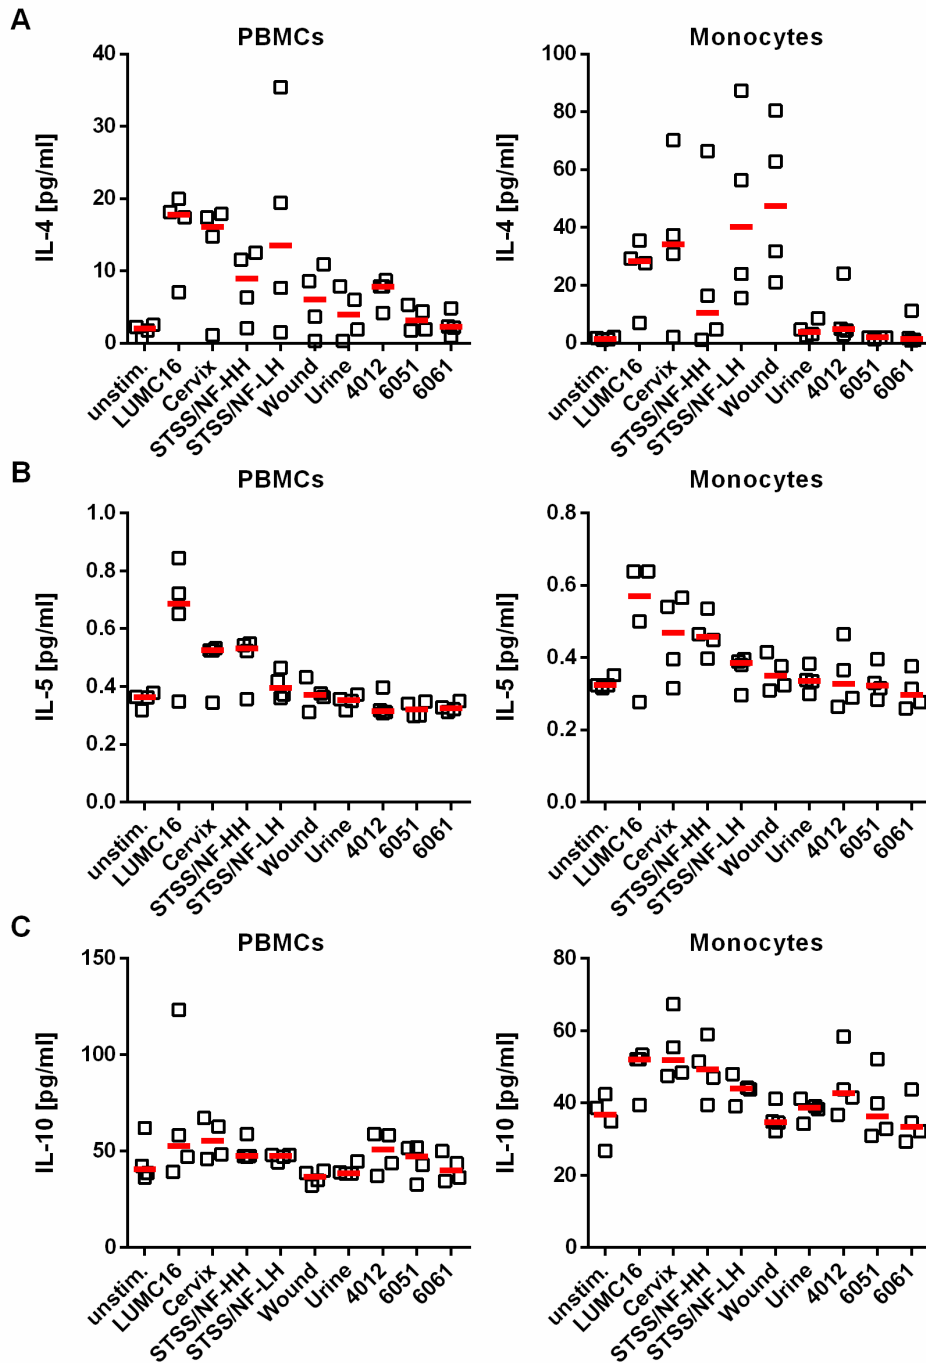 A
PBMCs
Monocytes
IL-4 [pg/ml]
40
30
20
10
0
unstim.
LUMC16
Cervix
STSS/NF-HH
STSS/NF-LH
Wound
Urine
4012
6051
6061
IL-4 [pg/ml]
100
80
60
40
20
0
unstim.
LUMC16
Cervix
STSS/NF-HH
STSS/NF-LH
Wound
Urine
4012
6051
6061
B
PBMCs
Monocytes
IL-5 [pg/ml]
1.0
0.8
0.6
0.4
0.2
0.0
unstim.
LUMC16
Cervix
STSS/NF-HH
STSS/NF-LH
Wound
Urine
4012
6051
6061
IL-5 [pg/ml]
0.8
0.6
0.4
0.2
0.0
unstim.
LUMC16
Cervix
STSS/NF-HH
STSS/NF-LH
Wound
Urine
4012
6051
6061
C
PBMCs
Monocytes
IL-10 [pg/ml]
150
100
50
0
unstim.
LUMC16
Cervix
STSS/NF-HH
STSS/NF-LH
Wound
Urine
4012
6051
6061
IL-10 [pg/ml]
80
60
40
20
0
unstim.
LUMC16
Cervix
STSS/NF-HH
STSS/NF-LH
Wound
Urine
4012
6051
6061